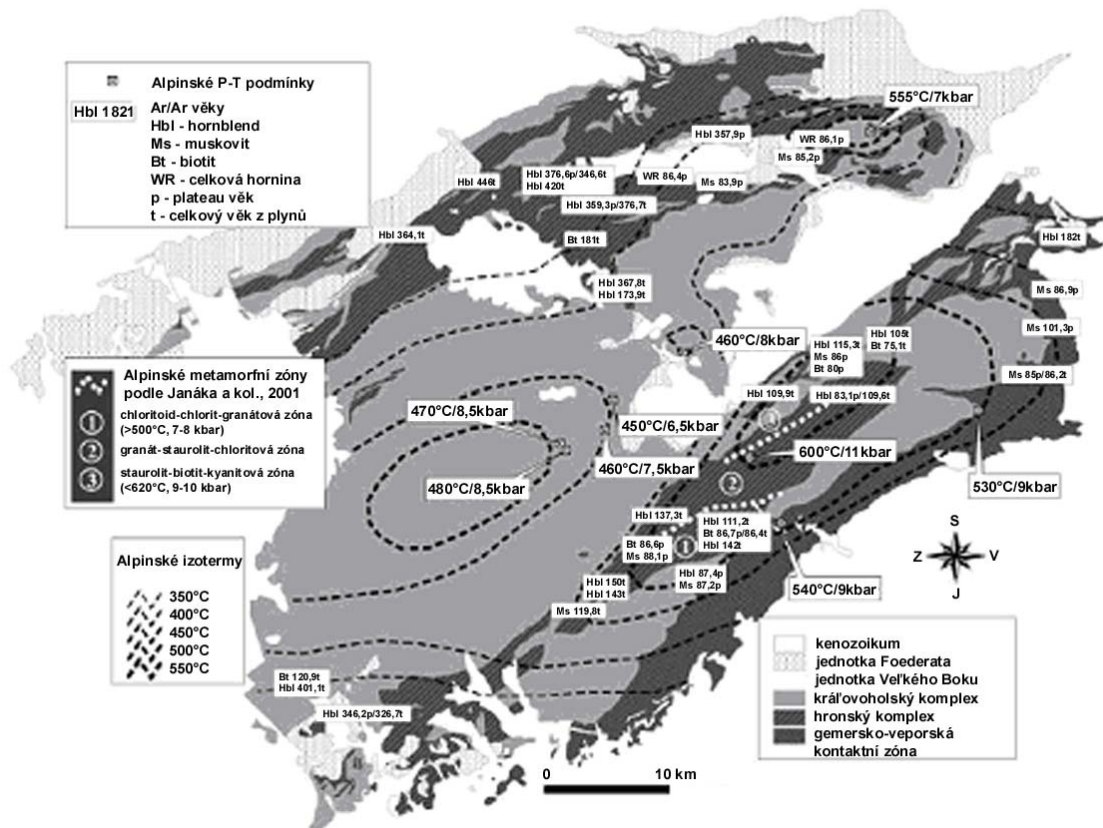 Alpinské P-T podmínky
Hbl 1821
Ar/Ar věky
Hbl - hornblend
Ms - muskovit
Bt - biotit
WR - celková hornina
p - plateau věk
t - celkový věk z plynů
555°C/7kbar
Hbl 357,9p
WR 86,1p
Ms 85,2p
Hbl 376,6p/346,6t
Hbl 420t
Hbl 446t
WR 86,4p
Ms 83,9p
Hbl 359,3p/376,7t
Hbl 364,1t
Bt 181t
Hbl 182t
Hbl 367,8t
Hbl 173,9t
Ms 86,9p
Ms 101,3p
460°C/8kbar
Hbl 105t
Bt 75,1t
Hbl 115,3t
Ms 86p
Bt 80p
Ms 85p/86,2t
Alpinské metamorfní zóny
podle Janáka a kol., 2001
1
chloritoid-chlorit-granátová zóna
(>500°C, 7-8 kbar)
2
granát-staurolit-chloritová zóna
3
staurolit-biotit-kyanitová zóna
(<620°C, 9-10 kbar)
Hbl 109,9t
Hbl 83,1p/109,6t
470°C/8,5kbar
450°C/6,5kbar
3
600°C/11kbar
460°C/7,5kbar
530°C/9kbar
480°C/8,5kbar
2
Hbl 137,3t
Hbl 111,2t
Bt 86,7p/86,4t
Hbl 142t
Bt 86,6p
Ms 88,1p
1
Hbl 87,4p
Ms 87,2p
540°C/9kbar
Hbl 150t
Hbl 143t
Ms 119,8t
S
Z
V
J
Alpinské izotermy
350°C
400°C
450°C
500°C
550°C
Bt 120,9t
Hbl 401,1t
Hbl 346,2p/326,7t
kenozoikum
jednotka Foederata
jednotka Veľkého Boku
kráľovoholský komplex
hronský komplex
gemersko-veporská
kontaktní zóna
0
10 km